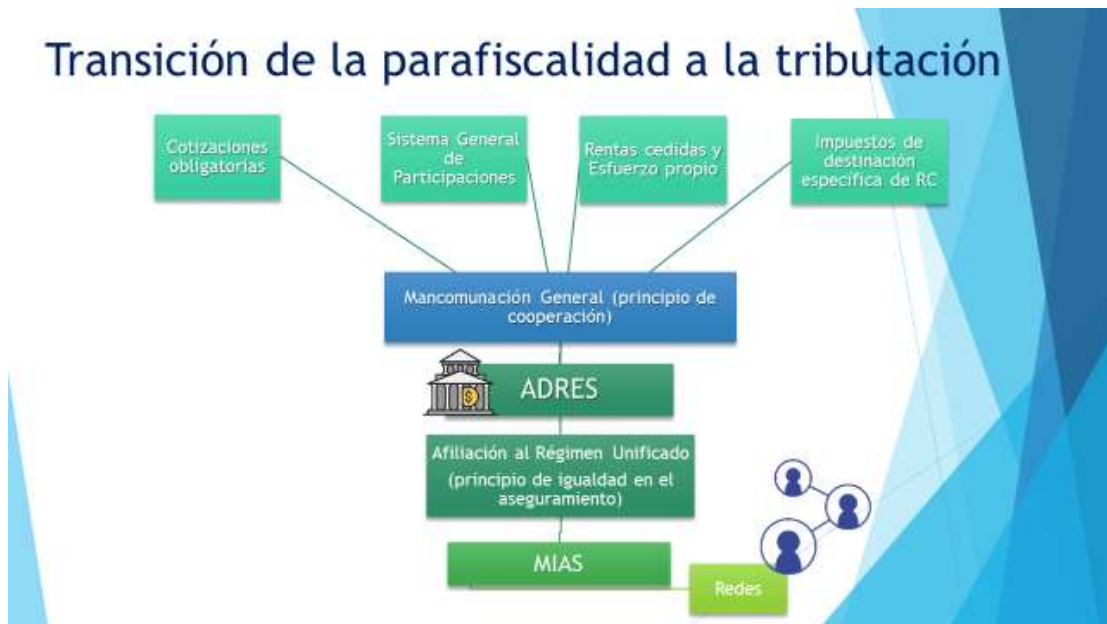 Transición de la parafiscalidad a la tributación
Cotizaciones
obligatorias
Sistema General
de
Participaciones
Rentas cedidas y
Esfuerzo propio
Impuestos de
destinación
específica de RC
Mancomunación General (principio de
cooperación)
ADRES
Afiliación al Régimen Unificado
(principio de igualdad en el
aseguramiento)
MIAS
Redes